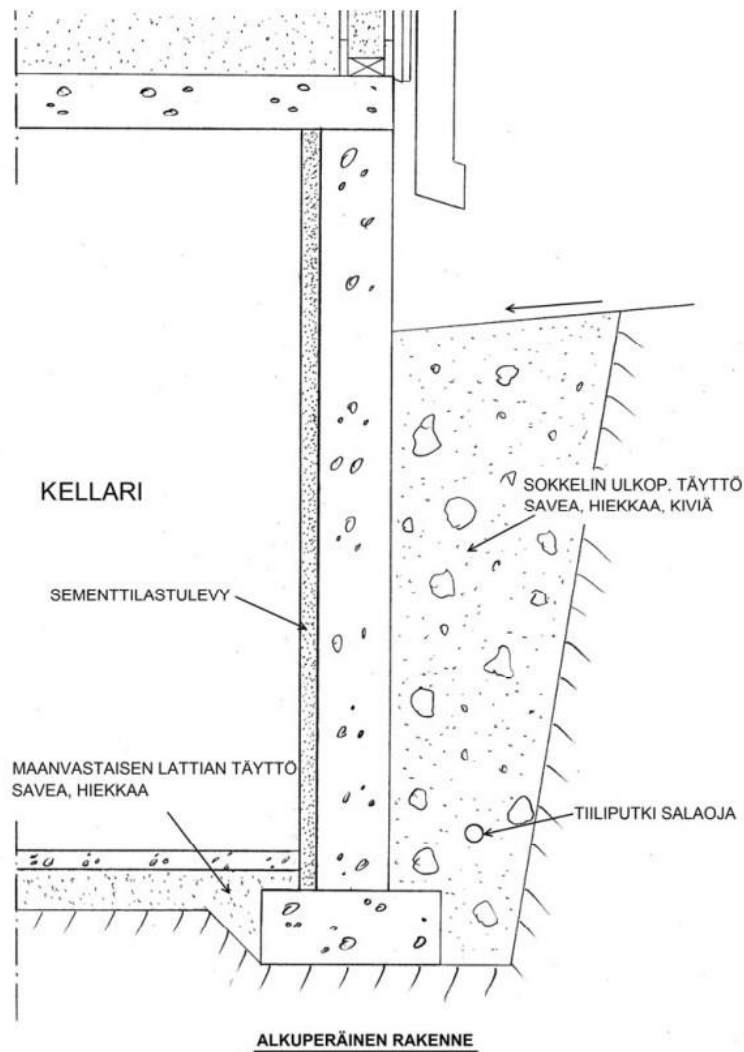 KELLARI
SOKKELIN ULKOP. TÄYTTÖ
SAVEA, HIEKKAA, KIVIÄ
SEMENTTILASTULEVY
MAANVASTAISEN LATTIAN TÄYTTÖ
SAVEA, HIEKKAA
TIILIPUTKI SALAOJA
ALKUPERÄINEN RAKENNE